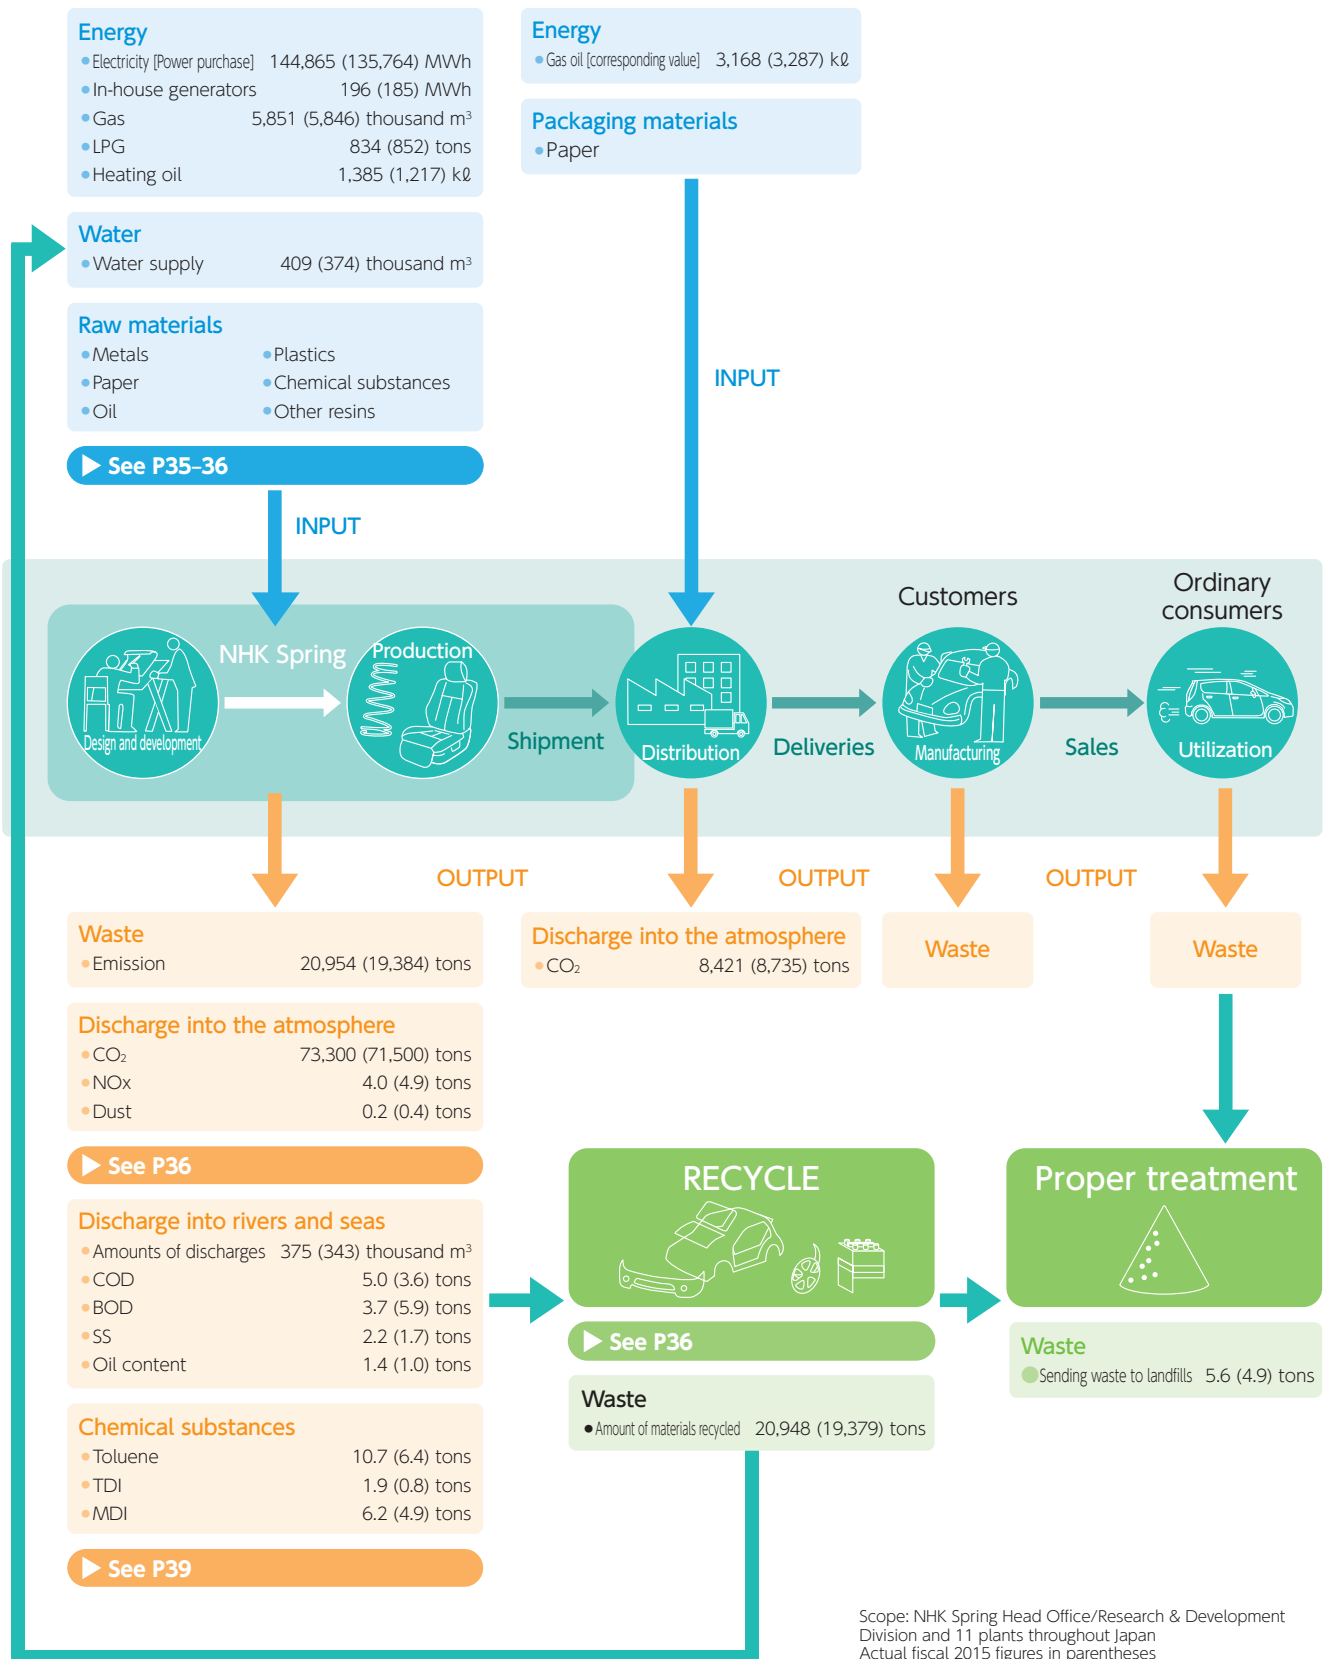 Energy
•Electricity [Power purchase] 144,865 (135,764) MWh
•In-house generators 196 (185) MWh
•Gas 5,851 (5,846) thousand m³
•LPG 834 (852) tons
•Heating oil 1,385 (1,217) kℓ
Water
•Water supply 409 (374) thousand m³
Raw materials
•Metals •Plastics
•Paper •Chemical substances
•Oil •Other resins
▶ See P35–36
INPUT
Energy
•Gas oil [corresponding value] 3,168 (3,287) kℓ
Packaging materials
•Paper
INPUT
NHK Spring
Design and development
Production
Shipment
Distribution
Deliveries
Customers
Manufacturing
Sales
Ordinary
consumers
Utilization
OUTPUT
OUTPUT
OUTPUT
Waste
•Emission 20,954 (19,384) tons
Discharge into the atmosphere
•CO₂ 73,300 (71,500) tons
•NOx 4.0 (4.9) tons
•Dust 0.2 (0.4) tons
▶ See P36
Discharge into rivers and seas
•Amounts of discharges 375 (343) thousand m³
•COD 5.0 (3.6) tons
•BOD 3.7 (5.9) tons
•SS 2.2 (1.7) tons
•Oil content 1.4 (1.0) tons
Chemical substances
•Toluene 10.7 (6.4) tons
•TDI 1.9 (0.8) tons
•MDI 6.2 (4.9) tons
▶ See P39
Discharge into the atmosphere
•CO₂ 8,421 (8,735) tons
Waste
Waste
RECYCLE
▶ See P36
Waste
•Amount of materials recycled 20,948 (19,379) tons
Proper treatment
Waste
•Sending waste to landfills 5.6 (4.9) tons
Scope: NHK Spring Head Office/Research & Development
Division and 11 plants throughout Japan
Actual fiscal 2015 figures in parentheses